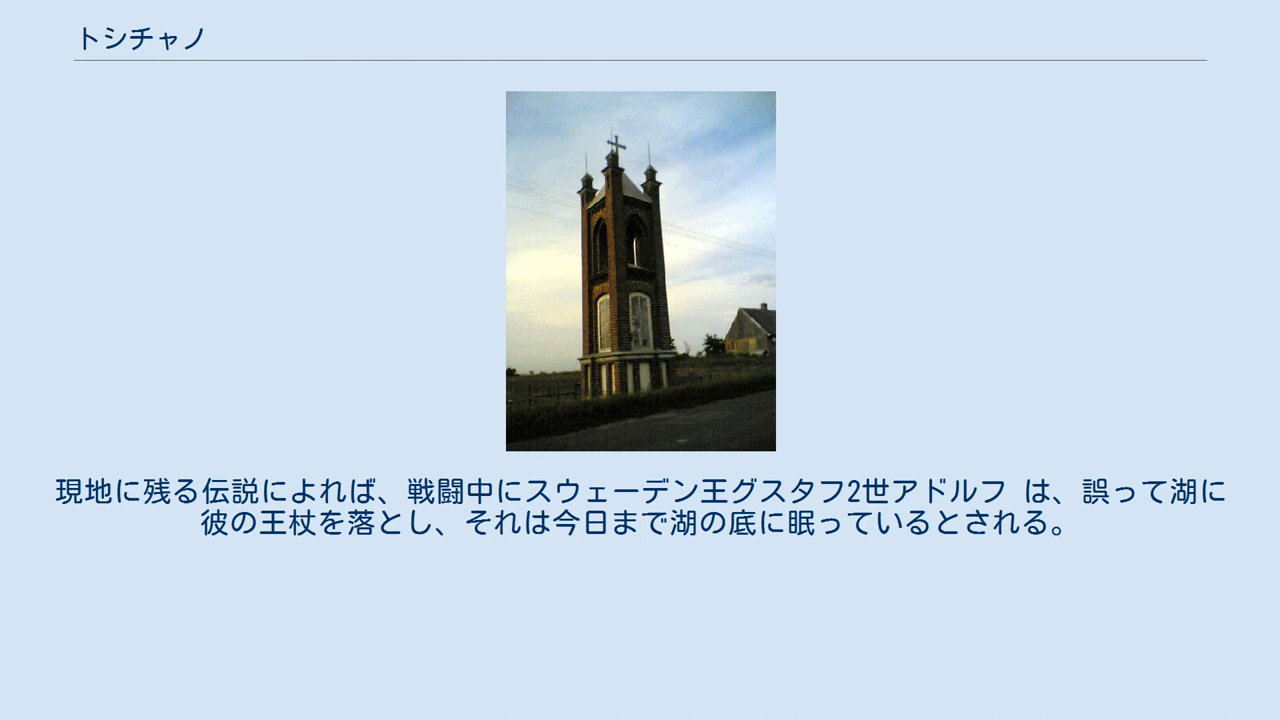 トシチャノ
現地に残る伝説によれば、戦闘中にスウェーデン王グスタフ2世アドルフ は、誤って湖に
彼の王杖を落とし、それは今日まで湖の底に眠っているとされる。